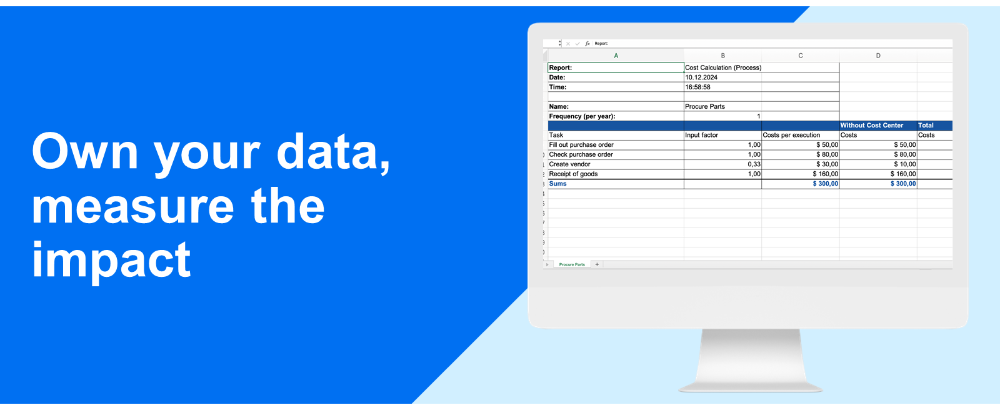 Own your data,
measure the
impact
fx Report:
A B C D
Report: Cost Calculation (Process)
Date: 10.12.2024
Time: 16:58:58
Name: Procure Parts
Frequency (per year): 1
Without Cost Center Total
Task Input factor Costs per execution Costs Costs
Fill out purchase order 1,00 $ 50,00 $ 50,00
Check purchase order 1,00 $ 80,00 $ 80,00
Create vendor 0,33 $ 30,00 $ 10,00
Receipt of goods 1,00 $ 160,00 $ 160,00
Sums $ 300,00 $ 300,00
Procure Parts +